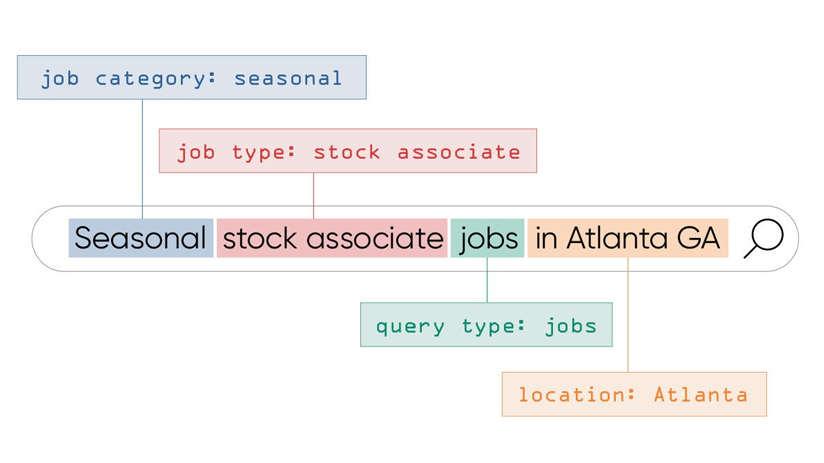 job category: seasonal
job type: stock associate
Seasonal stock associate jobs in Atlanta GA
query type: jobs
location: Atlanta